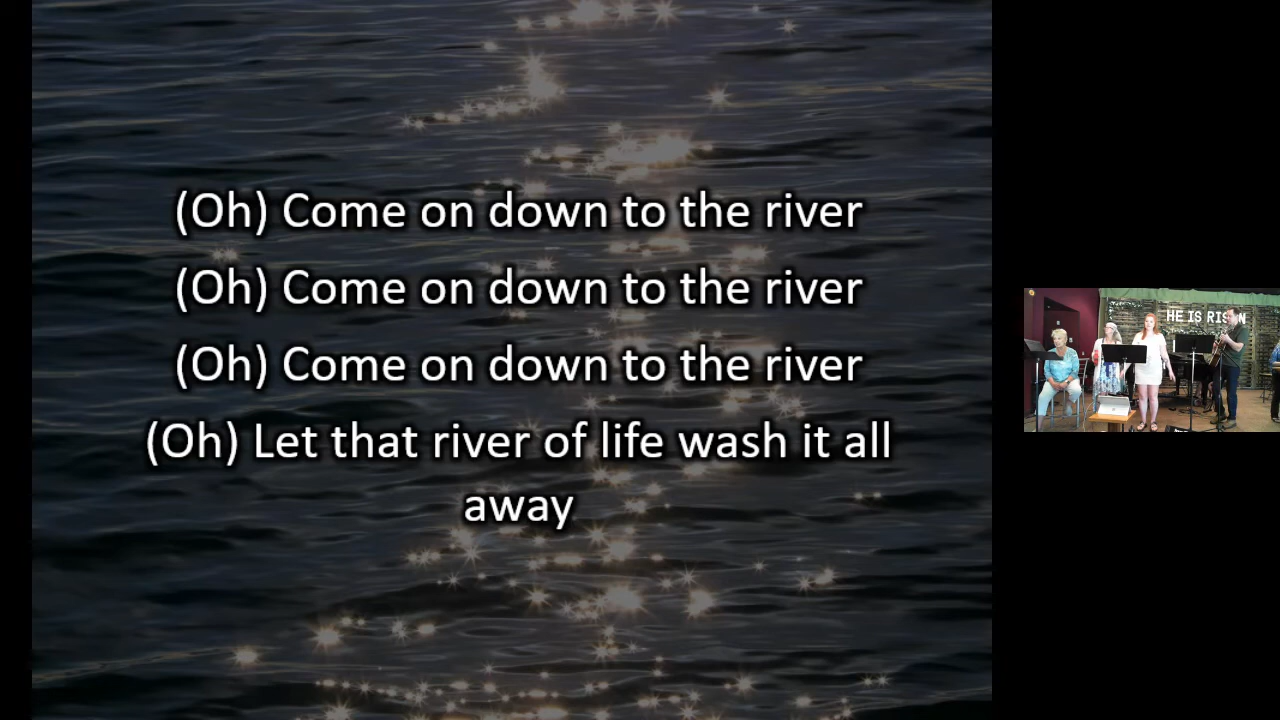 (Oh) Come on down to the river
(Oh) Come on down to the river
(Oh) Come on down to the river
(Oh) Let that river of life wash it all
away
HE IS RISEN